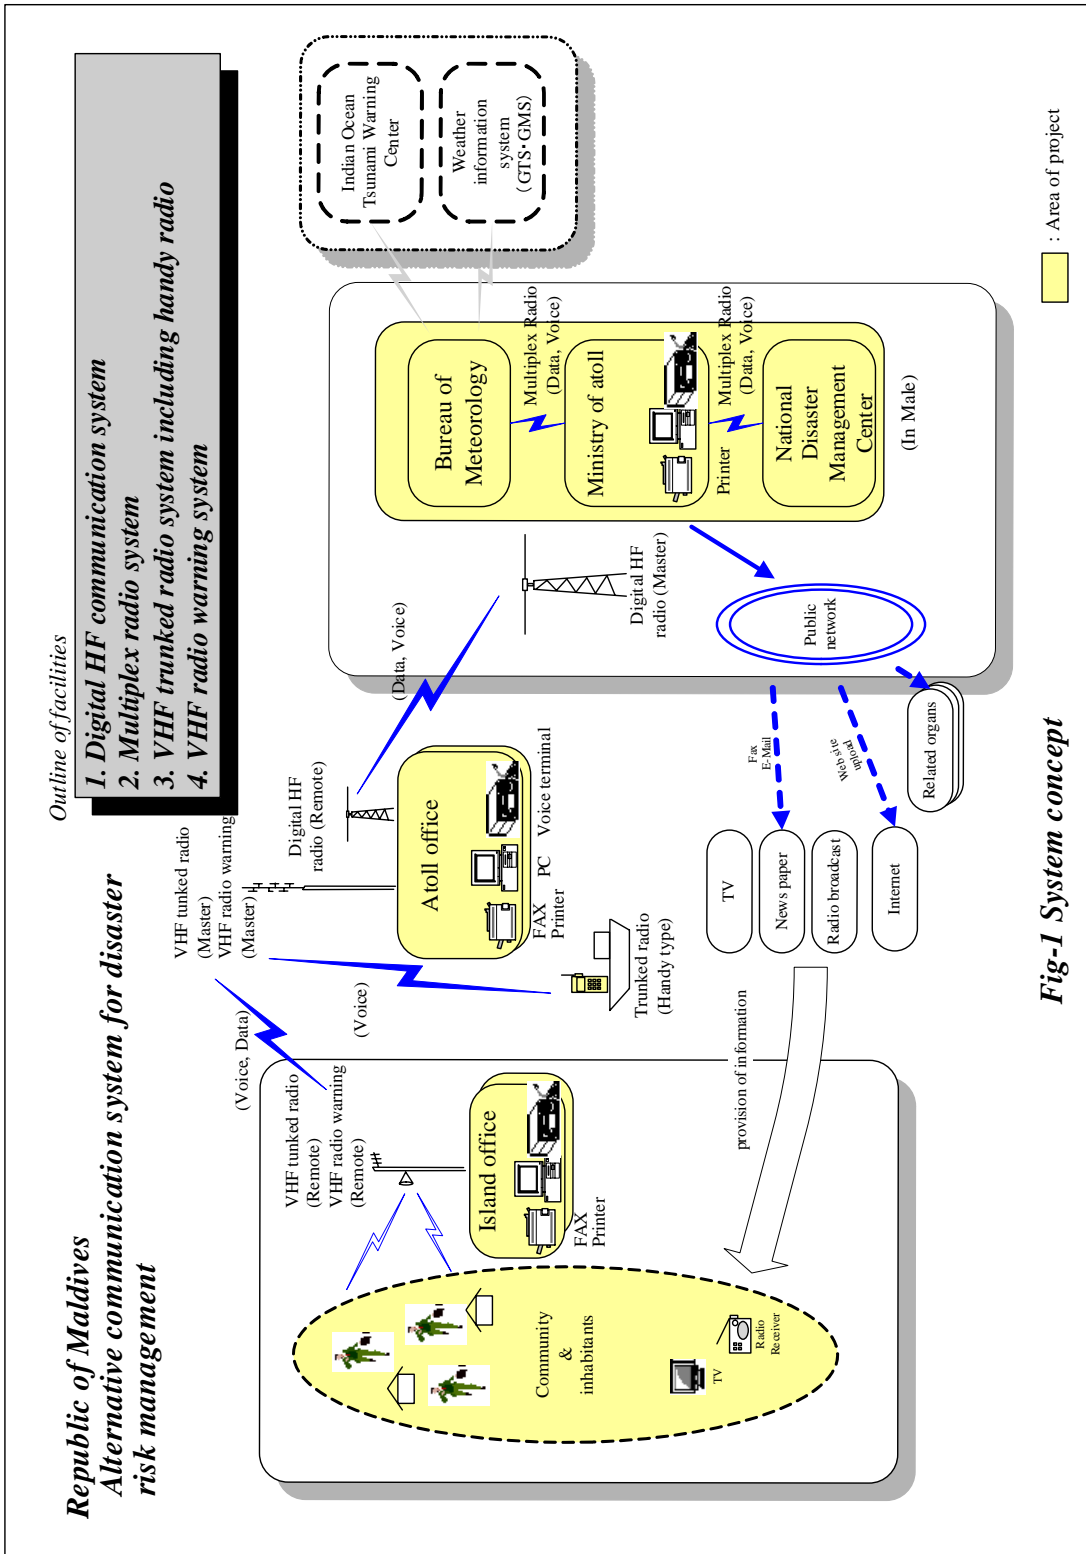 Republic of Maldives
Alternative communication system for disaster
risk management
Outline of facilities
1. Digital HF communication system
2. Multiplex radio system
3. VHF trunked radio system including handy radio
4. VHF radio warning system
VHF tunked radio
(Master)
VHF radio warning
(Master)
Digital HF
radio (Remote)
(Voice, Data)
(Voice)
(Data, Voice)
VHF tunked radio
(Remote)
VHF radio warning
(Remote)
Island office
FAX
Printer
Community
&
inhabitants
TV
Radio
Receiver
Atoll office
FAX
Printer
PC
Voice terminal
Trunked radio
(Handy type)
Digital HF
radio (Master)
Indian Ocean
Tsunami Warning
Center
Weather
information
system
(GTS・GMS)
Bureau of
Meteorology
Multiplex Radio
(Data, Voice)
Ministry of atoll
Printer
Multiplex Radio
(Data, Voice)
National
Disaster
Management
Center
(In Male)
Public
network
Fax
E-Mail
Web site
upload
Related organs
TV
News paper
Radio broadcast
Internet
provision of information
: Area of project
Fig-1 System concept